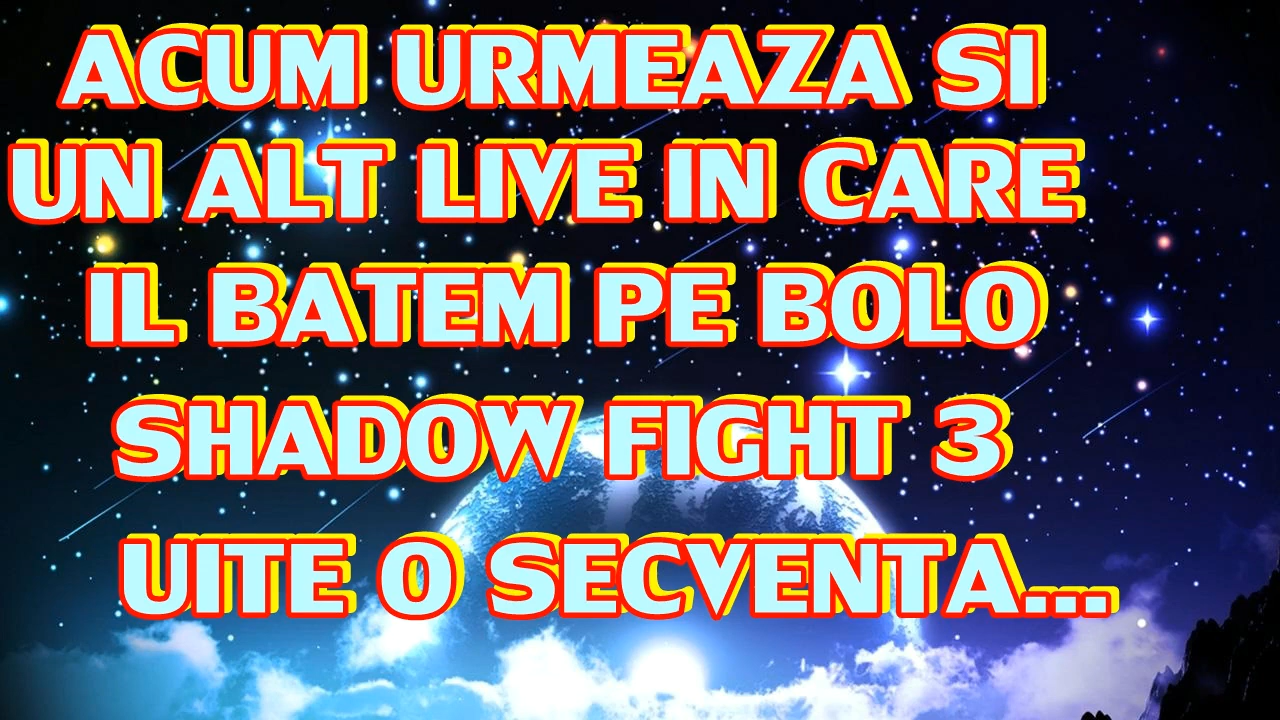 ACUM URMEAZA SI
UN ALT LIVE IN CARE
IL BATEM PE BOLO
SHADOW FIGHT 3
UITE O SECVENTA...